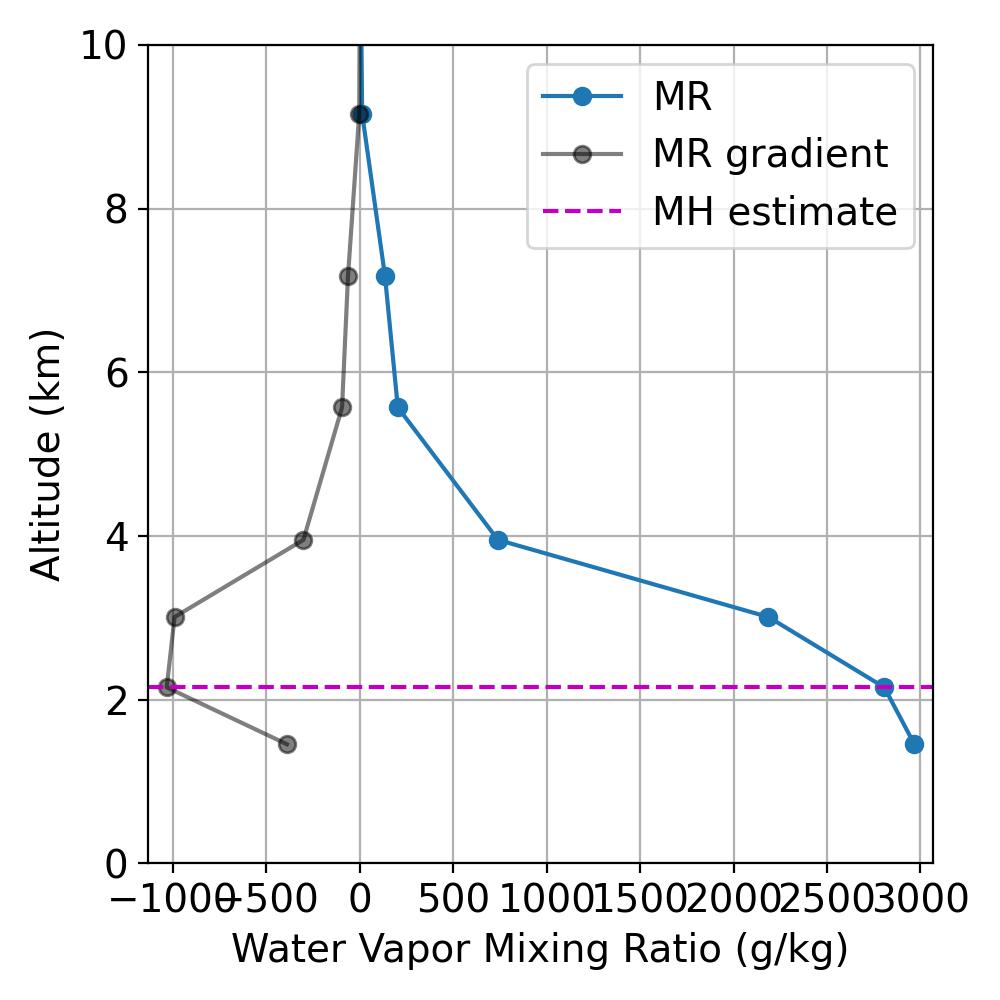 10
8
6
4
2
0
Altitude (km)
MR
MR gradient
MH estimate
−1000 −500 0 500 1000 1500 2000 2500 3000
Water Vapor Mixing Ratio (g/kg)